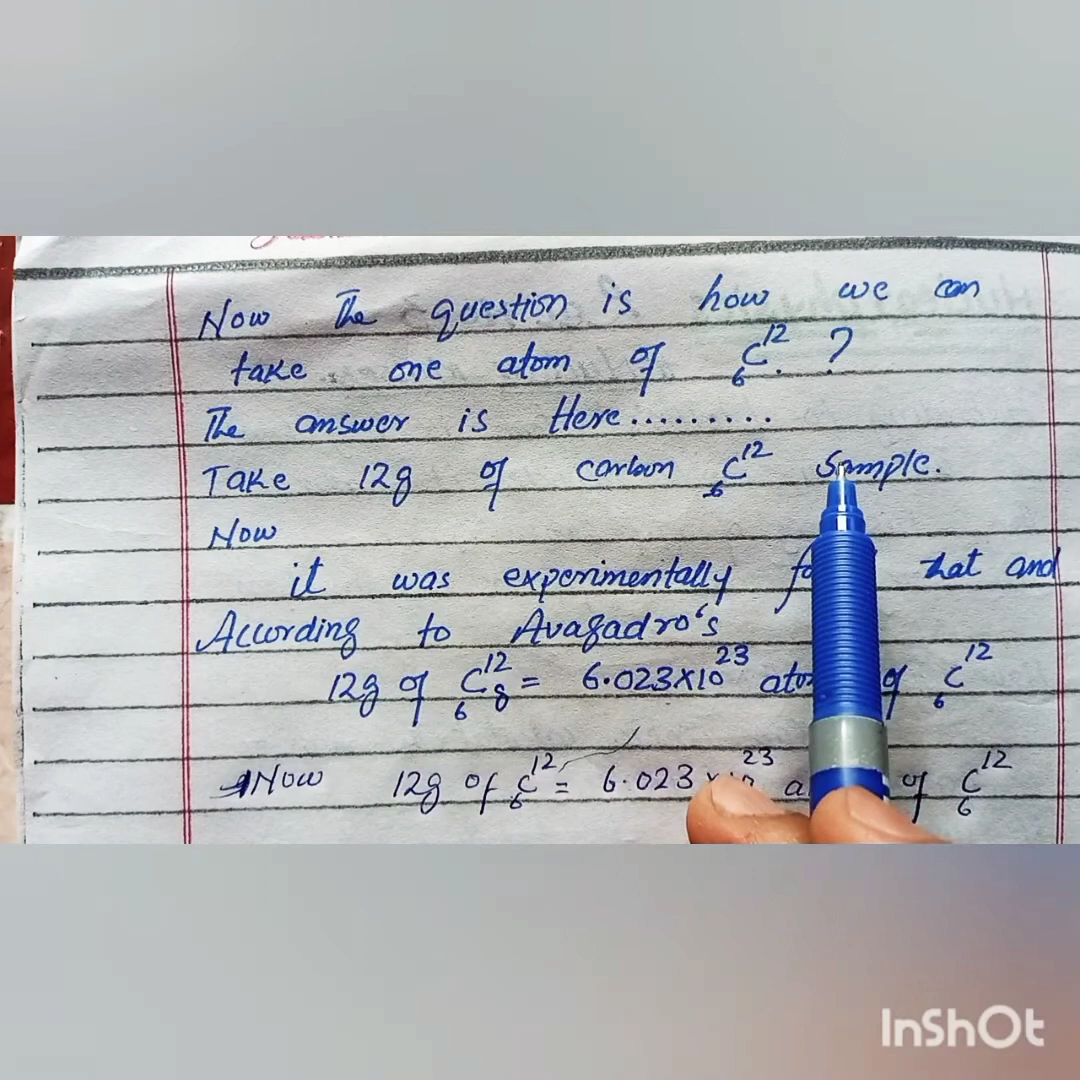 Now The question is how we can
take one atom of ₆C¹² ?
The answer is Here.........
Take 12g of carbon ₆C¹² Sample.
Now
it was experimentally that and
According to Avagadro's
12g of ₆C¹²g = 6.023×10²³ of ₆C¹²
Now 12g of ₆C¹² = 6.023 ²³ of ₆C¹²
InShOt